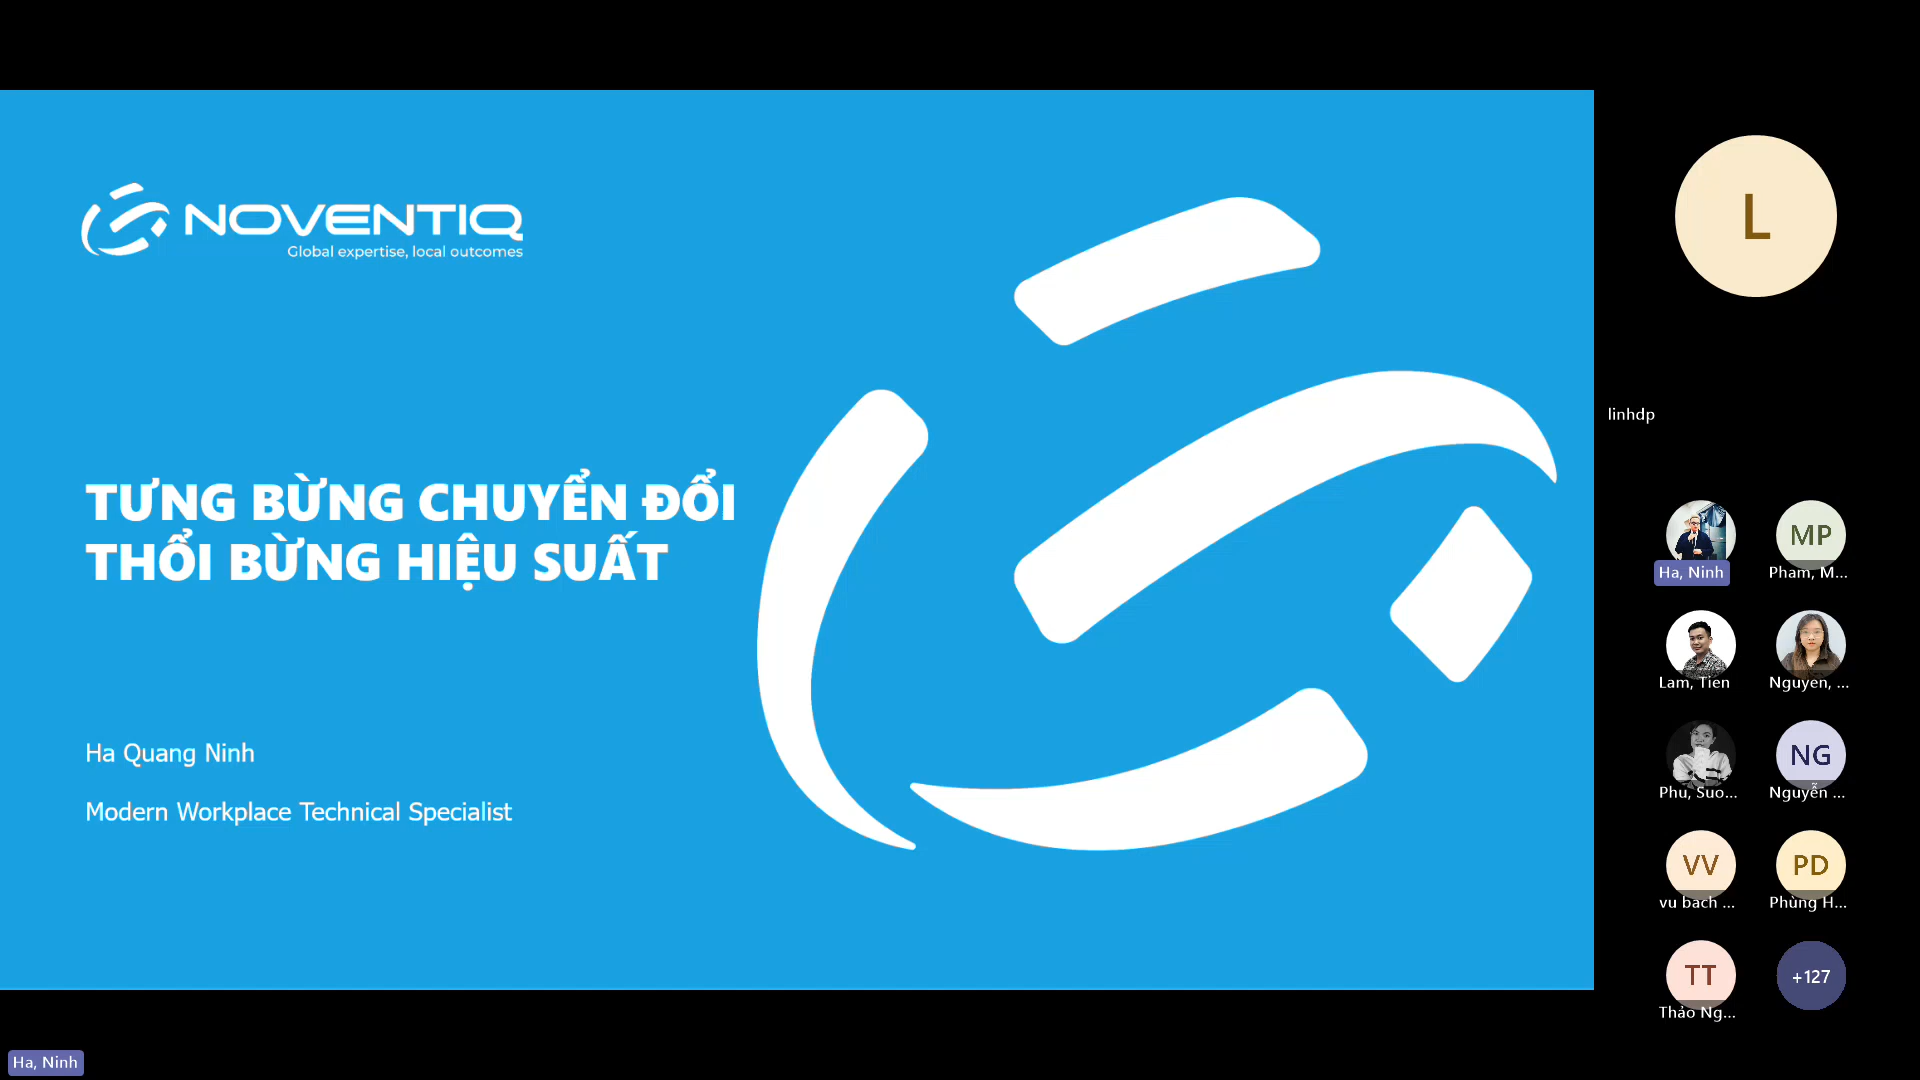 NOVENTIQ
Global expertise, local outcomes
TƯNG BỪNG CHUYỂN ĐỔI
THỔI BỪNG HIỆU SUẤT
Ha Quang Ninh
Modern Workplace Technical Specialist
L
linhdp
Ha, Ninh
MP
Pham, M...
Lam, Tien
Nguyen, ...
Phu, Suo...
NG
Nguyễn ...
VV
vu bach ...
PD
Phùng H...
TT
Thảo Ng...
+127
Ha, Ninh